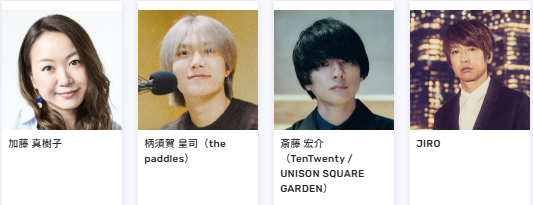 加藤 真樹子
柄須賀 皇司（the
paddles）
斎藤 宏介
（TenTwenty /
UNISON SQUARE
GARDEN）
JIRO